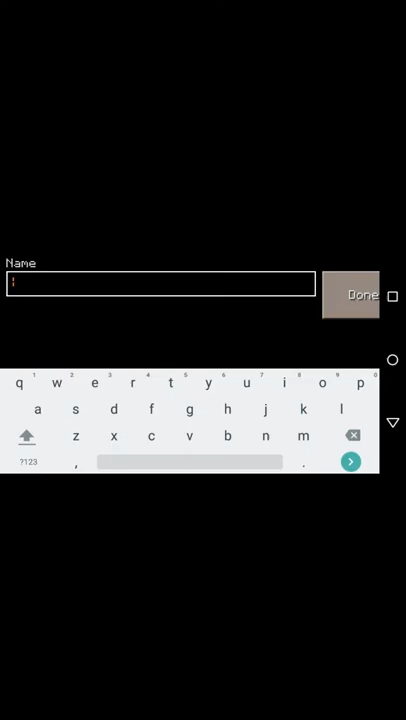 Name
Done
1 2 3 4 5 6 7 8 9 0
q w e r t y u i o p
a s d f g h j k l
z x c v b n m
?123 , .